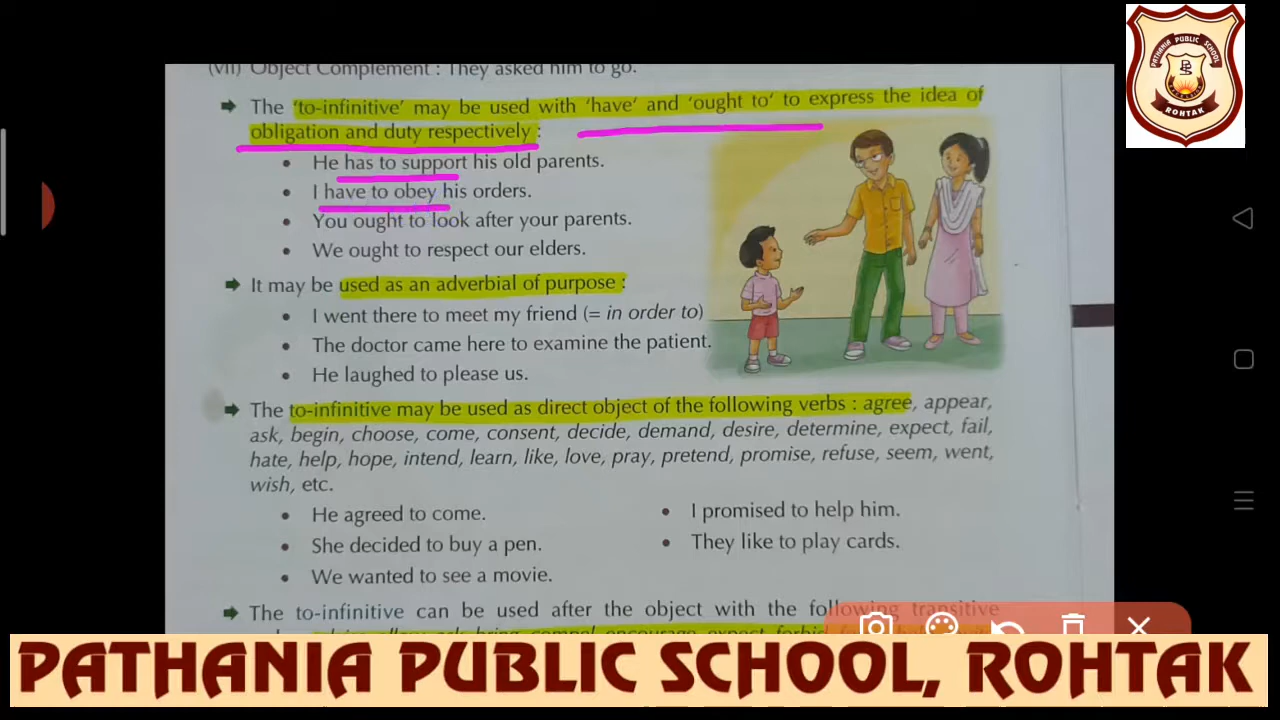 (VII) Object Complement : They asked him to go.
The 'to-infinitive' may be used with 'have' and 'ought to' to express the idea of
obligation and duty respectively :
• He has to support his old parents.
• I have to obey his orders.
• You ought to look after your parents.
• We ought to respect our elders.
It may be used as an adverbial of purpose :
• I went there to meet my friend (= in order to)
• The doctor came here to examine the patient.
• He laughed to please us.
The to-infinitive may be used as direct object of the following verbs : agree, appear,
ask, begin, choose, come, consent, decide, demand, desire, determine, expect, fail,
hate, help, hope, intend, learn, like, love, pray, pretend, promise, refuse, seem, went,
wish, etc.
• He agreed to come.
• She decided to buy a pen.
• We wanted to see a movie.
• I promised to help him.
• They like to play cards.
The to-infinitive can be used after the object with the following transitive
PATHANIA PUBLIC SCHOOL
ROHTAK
PATHANIA PUBLIC SCHOOL, ROHTAK